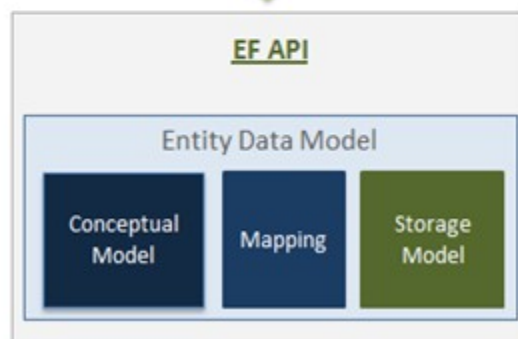 EF API
Entity Data Model
Conceptual
Model
Mapping
Storage
Model